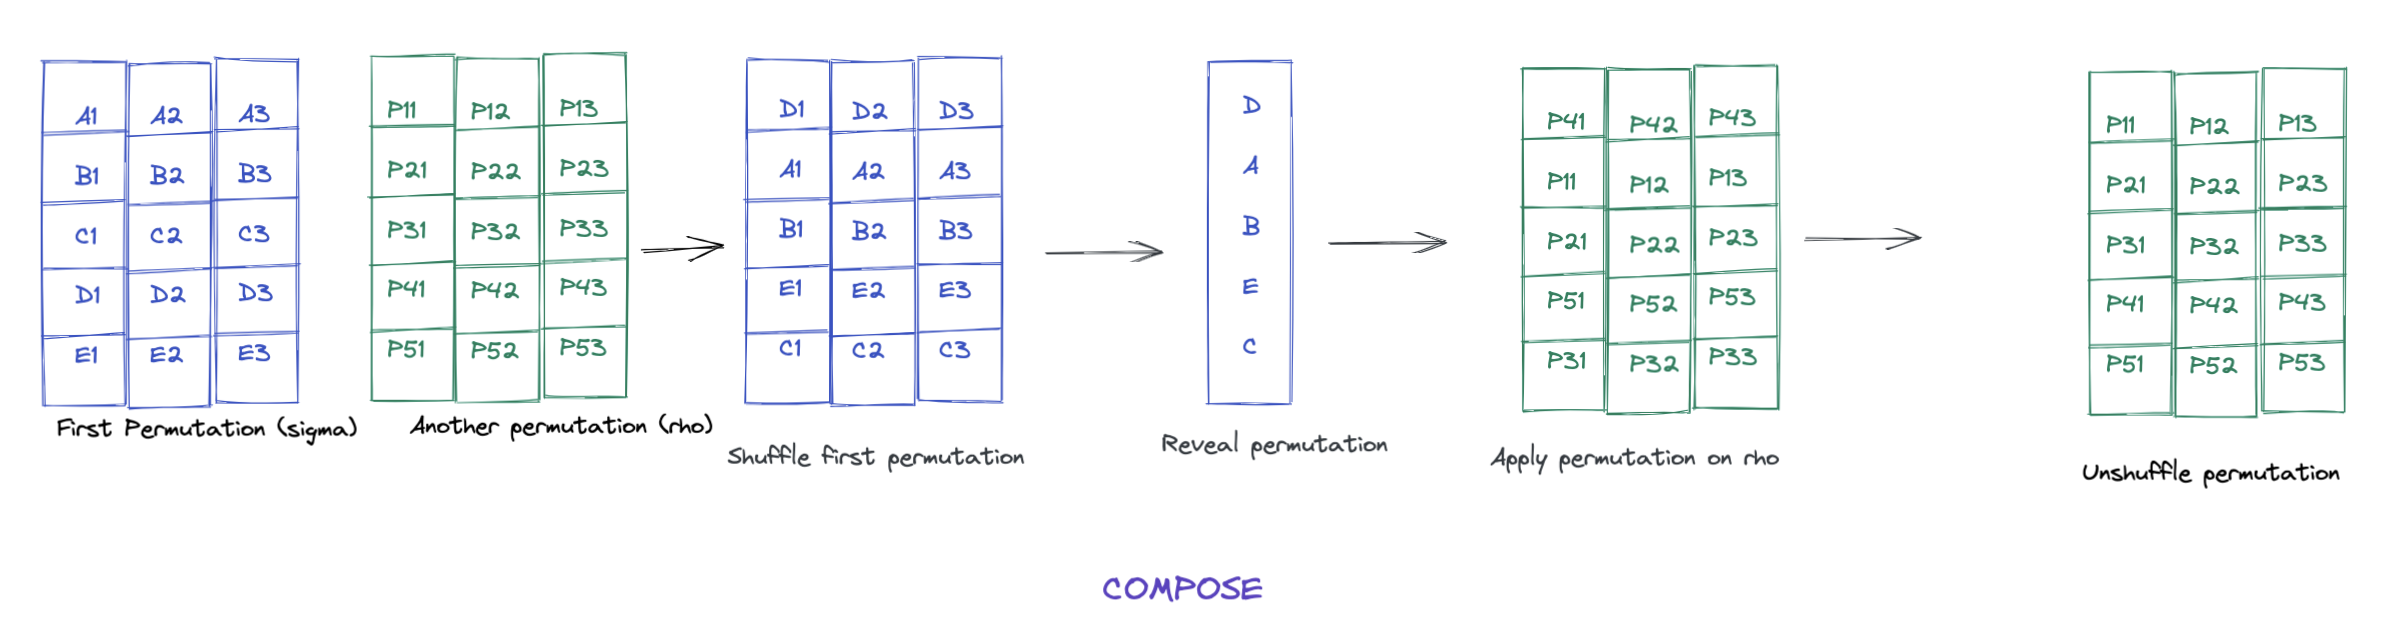 A1 A2 A3
B1 B2 B3
C1 C2 C3
D1 D2 D3
E1 E2 E3
First Permutation (sigma)
P11 P12 P13
P21 P22 P23
P31 P32 P33
P41 P42 P43
P51 P52 P53
Another permutation (rho)
D1 D2 D3
A1 A2 A3
B1 B2 B3
E1 E2 E3
C1 C2 C3
Shuffle first permutation
D
A
B
E
C
Reveal permutation
P41 P42 P43
P11 P12 P13
P21 P22 P23
P51 P52 P53
P31 P32 P33
Apply permutation on rho
P11 P12 P13
P21 P22 P23
P31 P32 P33
P41 P42 P43
P51 P52 P53
Unshuffle permutation
COMPOSE